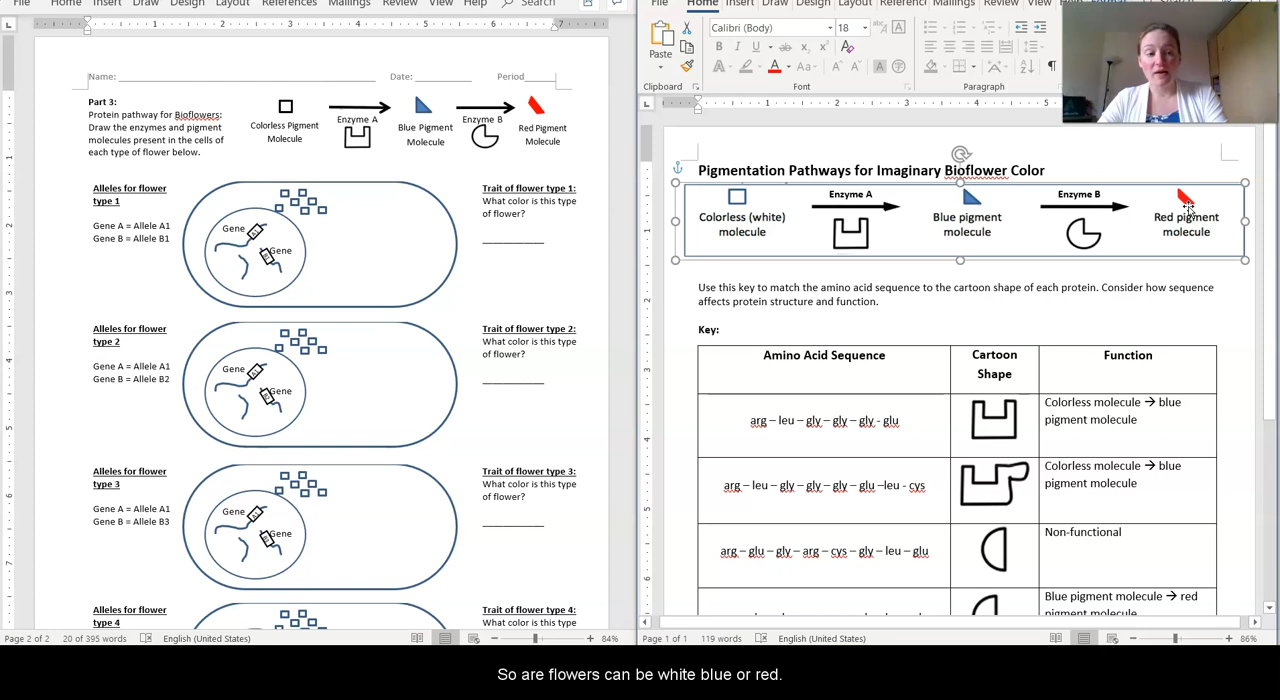 File Home Insert Draw Design Layout References Mailings Review View Help Search
Name: Date: Period
Part 3:
Protein pathway for Bioflowers:
Draw the enzymes and pigment
molecules present in the cells of
each type of flower below.
Colorless Pigment
Molecule
Enzyme A
Blue Pigment
Molecule
Enzyme B
Red Pigment
Molecule
Alleles for flower
type 1
Gene A = Allele A1
Gene B = Allele B1
Gene
Gene
Trait of flower type 1:
What color is this type
of flower?
Alleles for flower
type 2
Gene A = Allele A1
Gene B = Allele B2
Gene
Gene
Trait of flower type 2:
What color is this type
of flower?
Alleles for flower
type 3
Gene A = Allele A1
Gene B = Allele B3
Gene
Gene
Trait of flower type 3:
What color is this type
of flower?
Alleles for flower
type 4
Trait of flower type 4:
What color is this type
Page 2 of 2 20 of 395 words English (United States) 84%
File Home Insert Draw Design Layout Mailings Review View
Paste
Calibri (Body) 18
Clipboard Font Paragraph
Pigmentation Pathways for Imaginary Bioflower Color
Colorless (white)
molecule
Enzyme A
Blue pigment
molecule
Enzyme B
Red pigment
molecule
Use this key to match the amino acid sequence to the cartoon shape of each protein. Consider how sequence
affects protein structure and function.
Key:
Amino Acid Sequence Cartoon Shape Function
arg – leu – gly – gly – gly - glu Colorless molecule → blue
pigment molecule
arg – leu – gly – gly – gly – glu –leu - cys Colorless molecule → blue
pigment molecule
arg – glu – gly – arg – cys – gly – leu – glu Non-functional
Blue pigment molecule → red
pigment molecule
Page 1 of 1 119 words English (United States) 86%
So are flowers can be white blue or red.